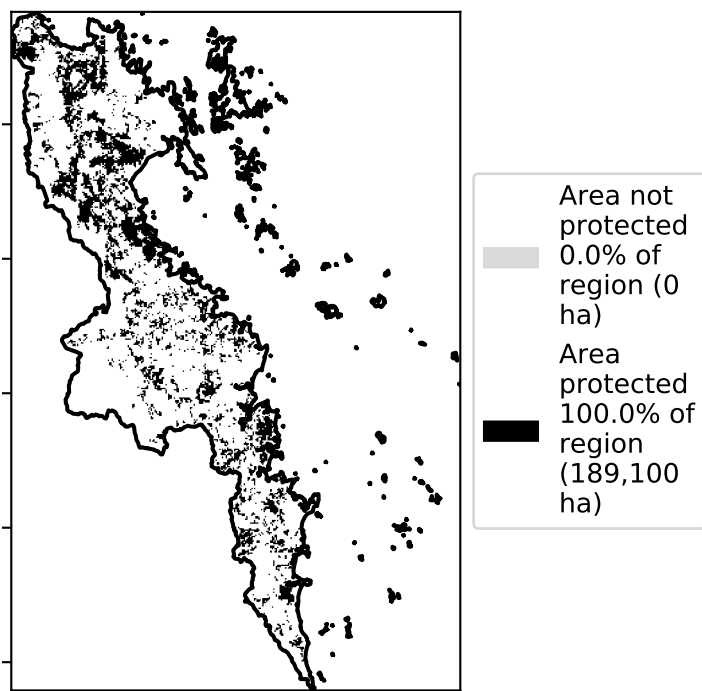 Area not
protected
0.0% of
region (0
ha)
Area
protected
100.0% of
region
(189,100
ha)